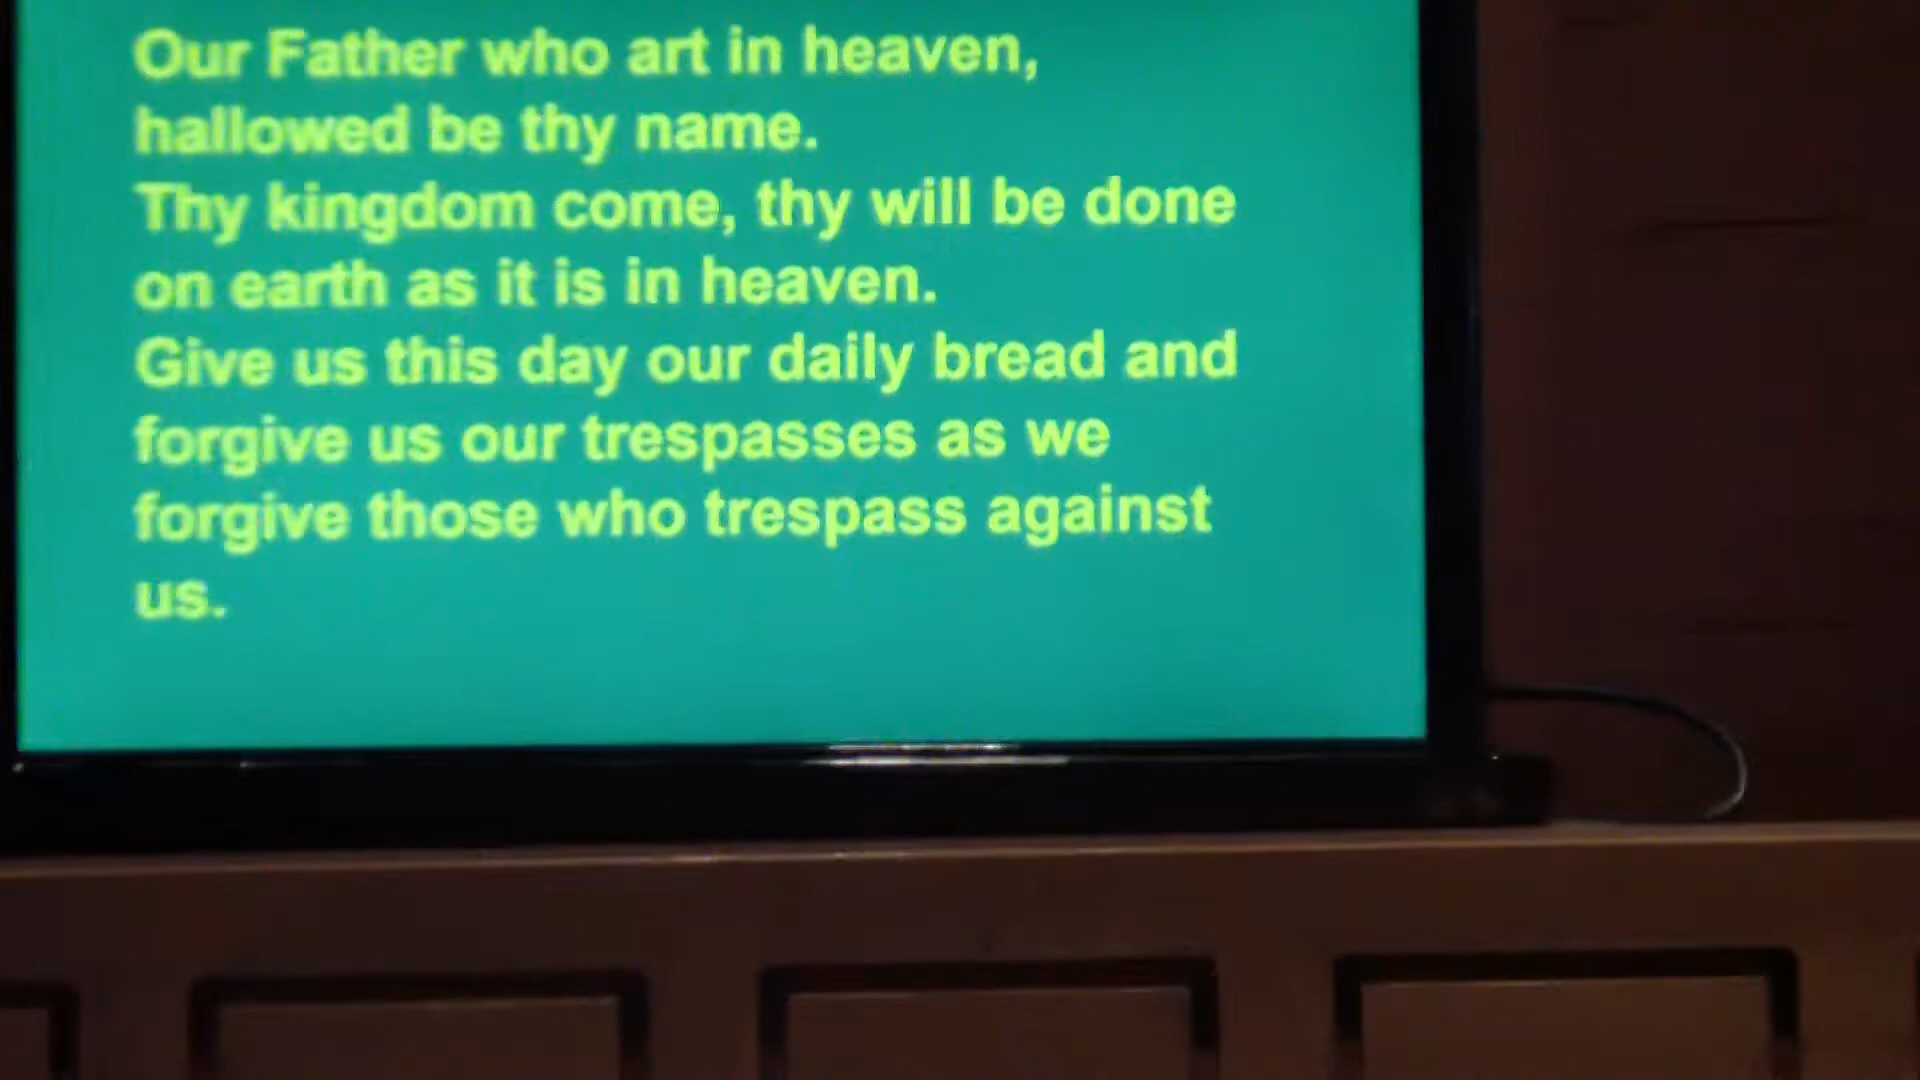 Our Father who art in heaven,
hallowed be thy name.
Thy kingdom come, thy will be done
on earth as it is in heaven.
Give us this day our daily bread and
forgive us our trespasses as we
forgive those who trespass against
us.